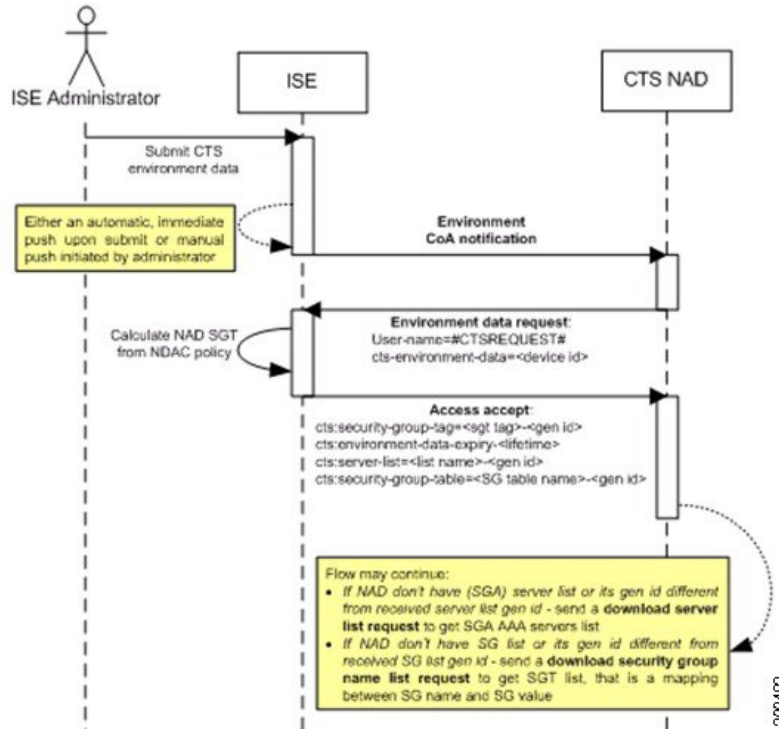 ISE Administrator
ISE
CTS NAD
Submit CTS
environment data
Either an automatic, immediate
push upon submit or manual
push initiated by administrator
Environment
CoA notification
Calculate NAD SGT
from NDAC policy
Environment data request:
User-name=#CTSREQUEST#
cts-environment-data=<device id>
Access accept:
cts:security-group-tag=<sgt tag>-<gen id>
cts:environment-data-expiry-<lifetime>
cts:server-list=<list name>-<gen id>
cts:security-group-table=<SG table name>-<gen id>
Flow may continue:
• If NAD don't have (SGA) server list or its gen id different
from received server list gen id - send a download server
list request to get SGA AAA servers list
• If NAD don't have SG list or its gen id different from
received SG list gen id - send a download security group
name list request to get SGT list, that is a mapping
between SG name and SG value